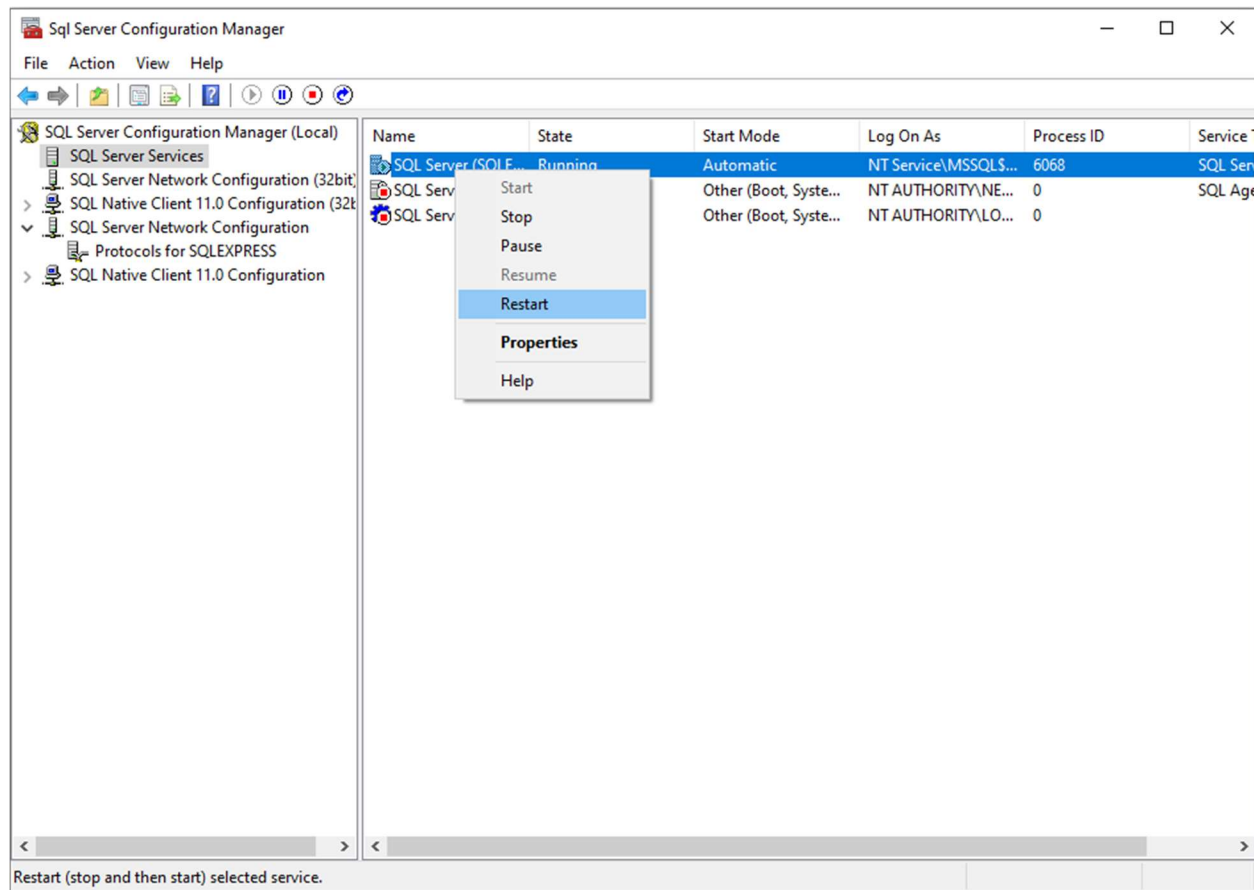 Sql Server Configuration Manager
File Action View Help
SQL Server Configuration Manager (Local)
SQL Server Services
SQL Server Network Configuration (32bit)
SQL Native Client 11.0 Configuration (32b
SQL Server Network Configuration
Protocols for SQLEXPRESS
SQL Native Client 11.0 Configuration
Name State Start Mode Log On As Process ID Service
SQL Server (SQLE... Running Automatic NT Service\MSSQL$... 6068 SQL Ser
SQL Serv Other (Boot, Syste... NT AUTHORITY\NE... 0 SQL Age
SQL Serv Other (Boot, Syste... NT AUTHORITY\LO... 0
Start
Stop
Pause
Resume
Restart
Properties
Help
Restart (stop and then start) selected service.